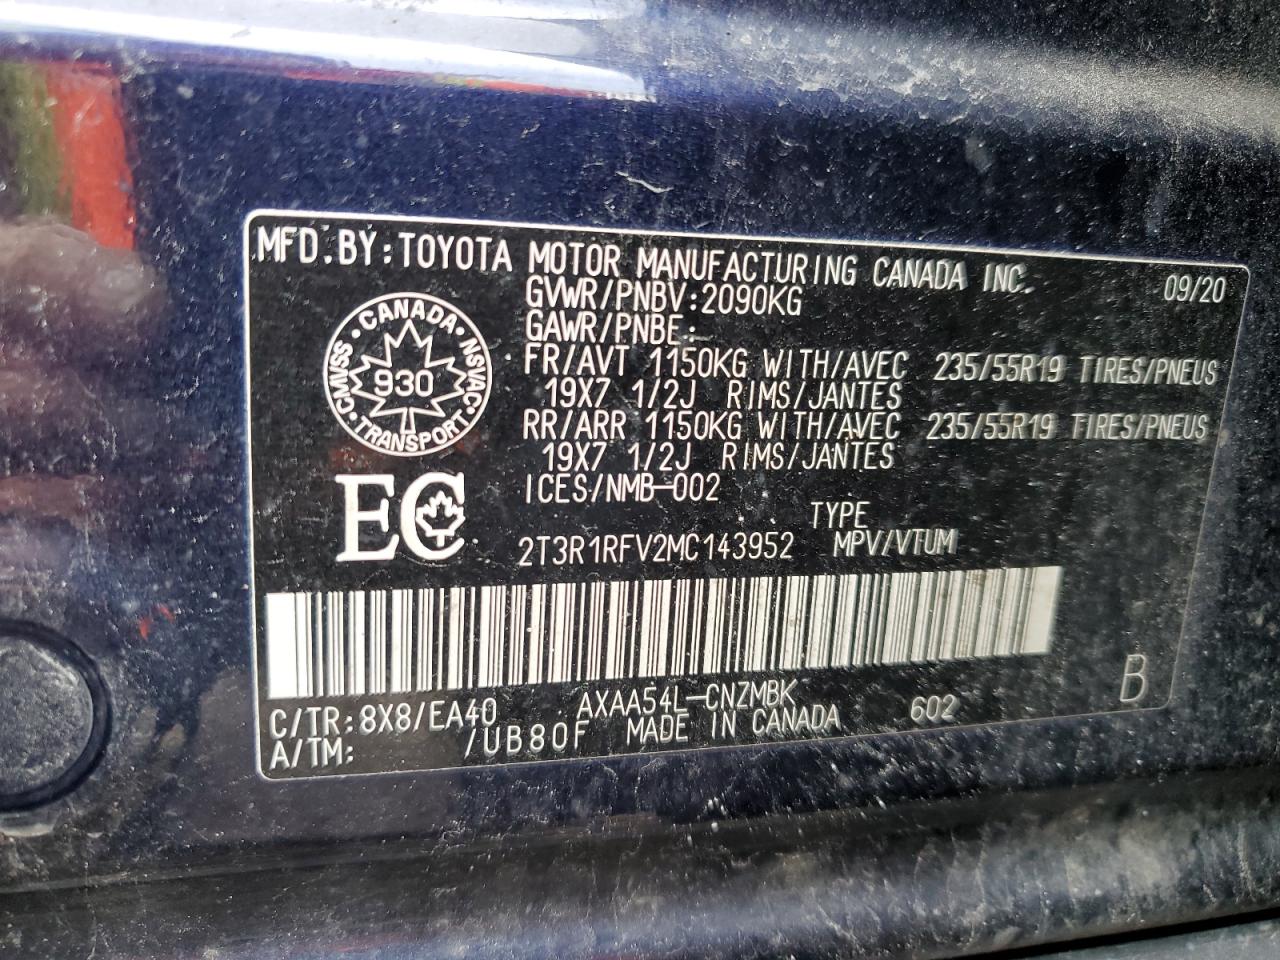 MFD.BY:TOYOTA MOTOR MANUFACTURING CANADA INC. 09/20
GVWR/PNBV:2090KG
GAWR/PNBE:
FR/AVT 1150KG WITH/AVEC 235/55R19 TIRES/PNEUS
19X7 1/2J RIMS/JANTES
RR/ARR 1150KG WITH/AVEC 235/55R19 TIRES/PNEUS
19X7 1/2J RIMS/JANTES
ICES/NMB-002
CANADA
CMVSS NSVAC
930
TRANSPORT
EC
TYPE
2T3R1RFV2MC143952 MPV/VTUM
B
C/TR:8X8/EA40 AXAA54L-CNZMBK 602
A/TM: /UB80F MADE IN CANADA